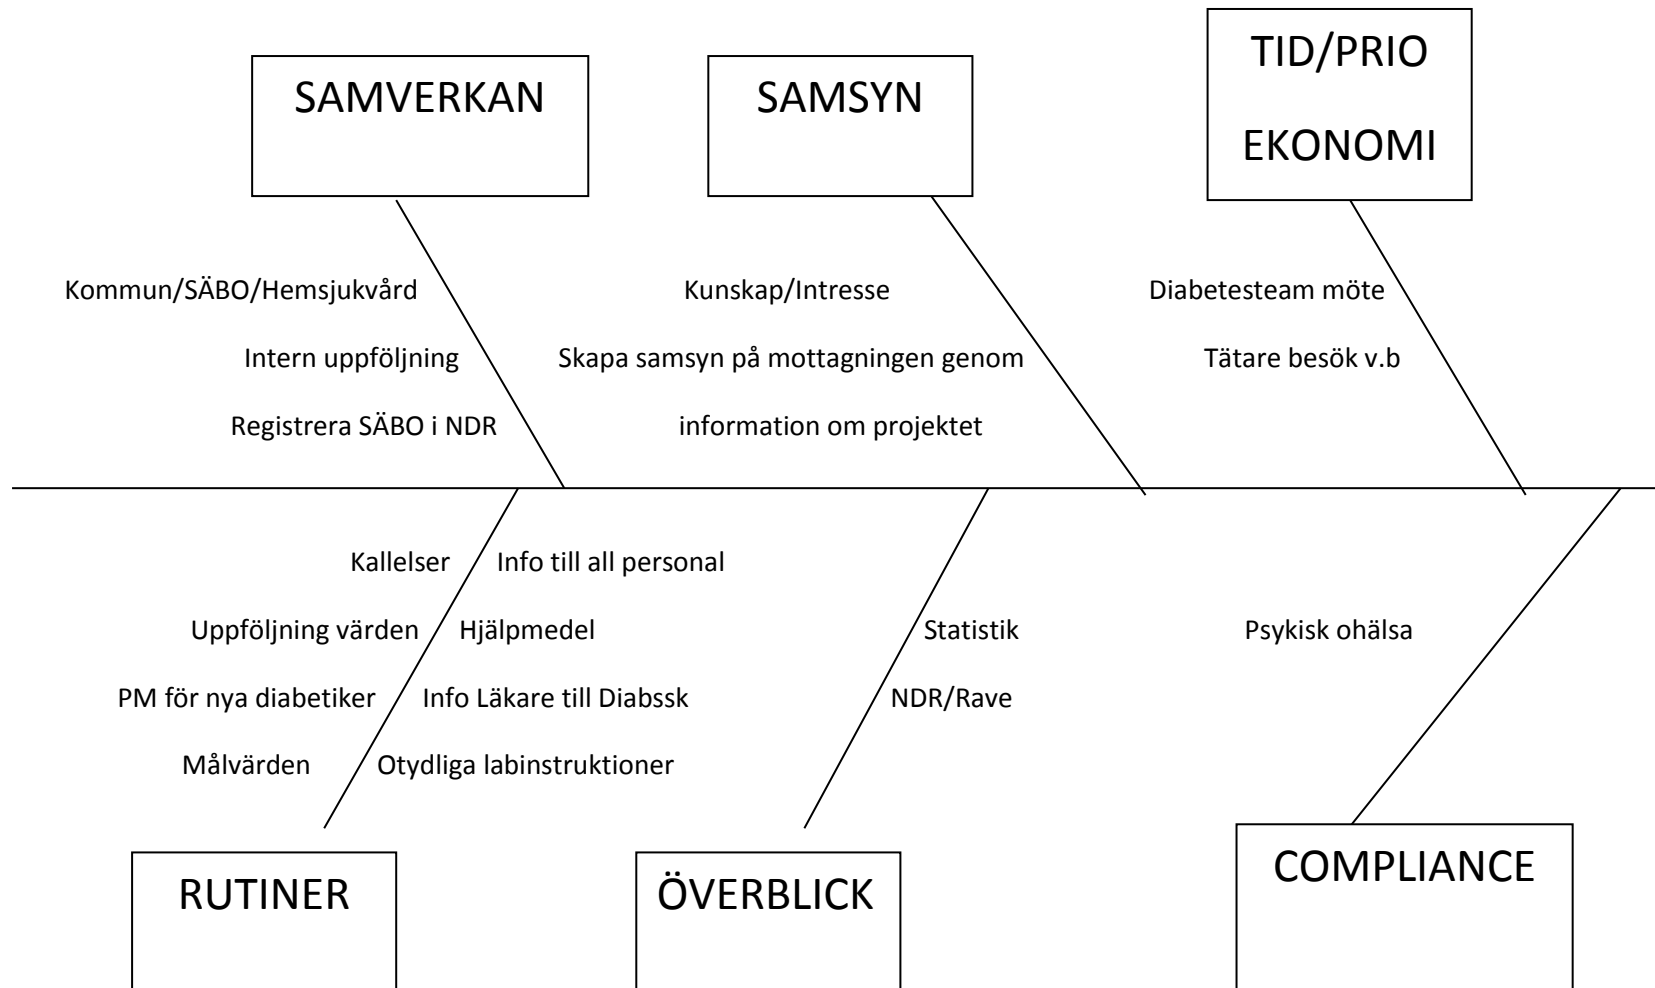 SAMVERKAN
SAMSYN
TID/PRIO
EKONOMI
Kommun/SÄBO/Hemsjukvård
Intern uppföljning
Registrera SÄBO i NDR
Kunskap/Intresse
Skapa samsyn på mottagningen genom
information om projektet
Diabetesteam möte
Tätare besök v.b
Kallelser
Uppföljning värden
PM för nya diabetiker
Målvärden
Info till all personal
Hjälpmedel
Info Läkare till Diabssk
Otydliga labinstruktioner
Statistik
NDR/Rave
Psykisk ohälsa
RUTINER
ÖVERBLICK
COMPLIANCE